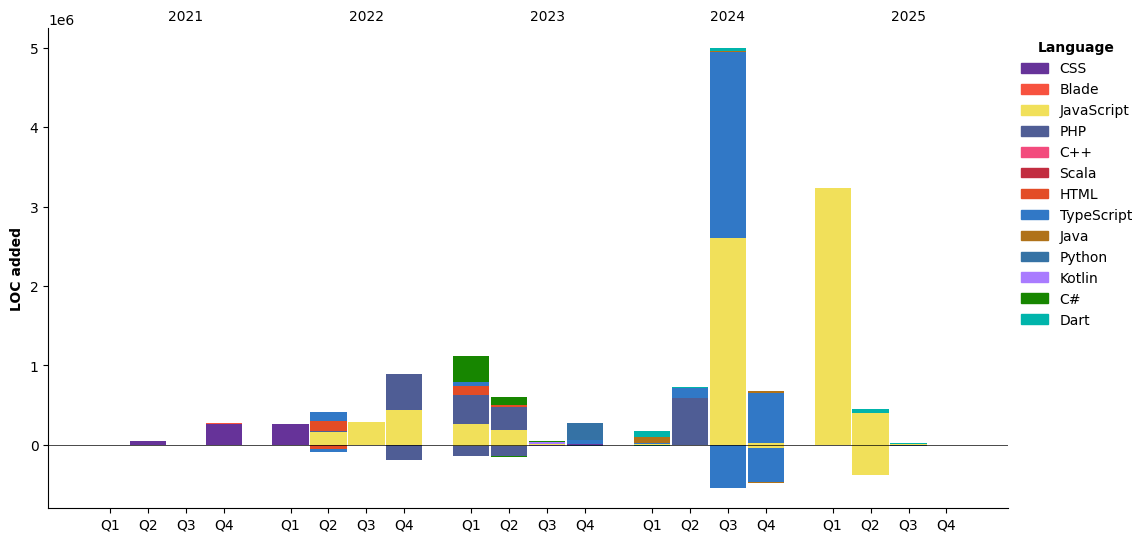 2021 2022 2023 2024 2025
1e6
Language
CSS
Blade
JavaScript
PHP
C++
Scala
HTML
TypeScript
Java
Python
Kotlin
C#
Dart
LOC added
5
4
3
2
1
0
Q1 Q2 Q3 Q4 Q1 Q2 Q3 Q4 Q1 Q2 Q3 Q4 Q1 Q2 Q3 Q4 Q1 Q2 Q3 Q4